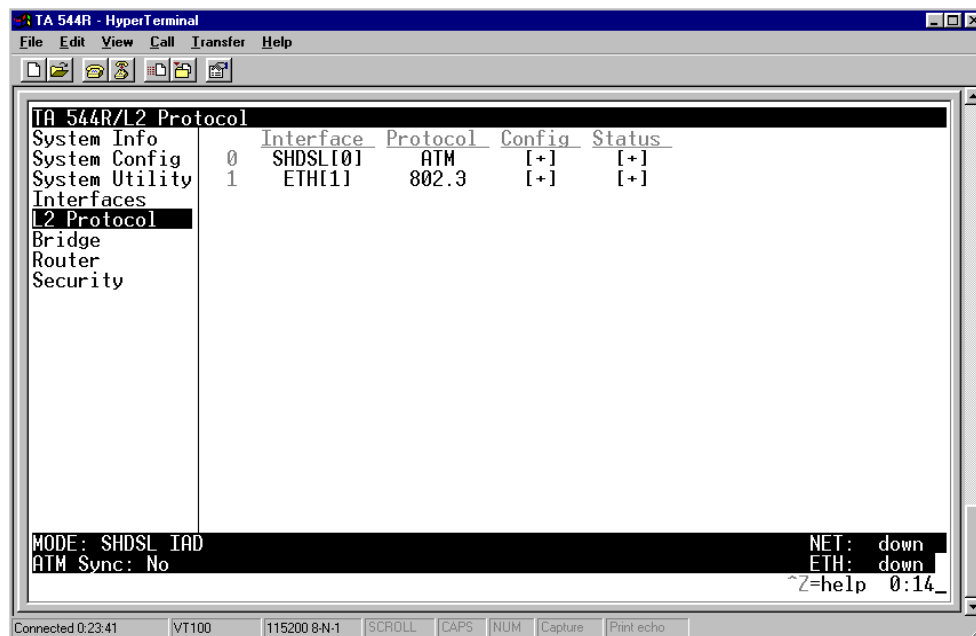 TA 544R - HyperTerminal
File Edit View Call Transfer Help
TA 544R/L2 Protocol
System Info Interface Protocol Config Status
System Config 0 SHDSL[0] ATM [+] [+]
System Utility 1 ETH[1] 802.3 [+] [+]
Interfaces
L2 Protocol
Bridge
Router
Security
MODE: SHDSL IAD NET: down
ATM Sync: No ETH: down
^Z=help 0:14_
Connected 0:23:41 VT100 115200 8-N-1 SCROLL CAPS NUM Capture Print echo